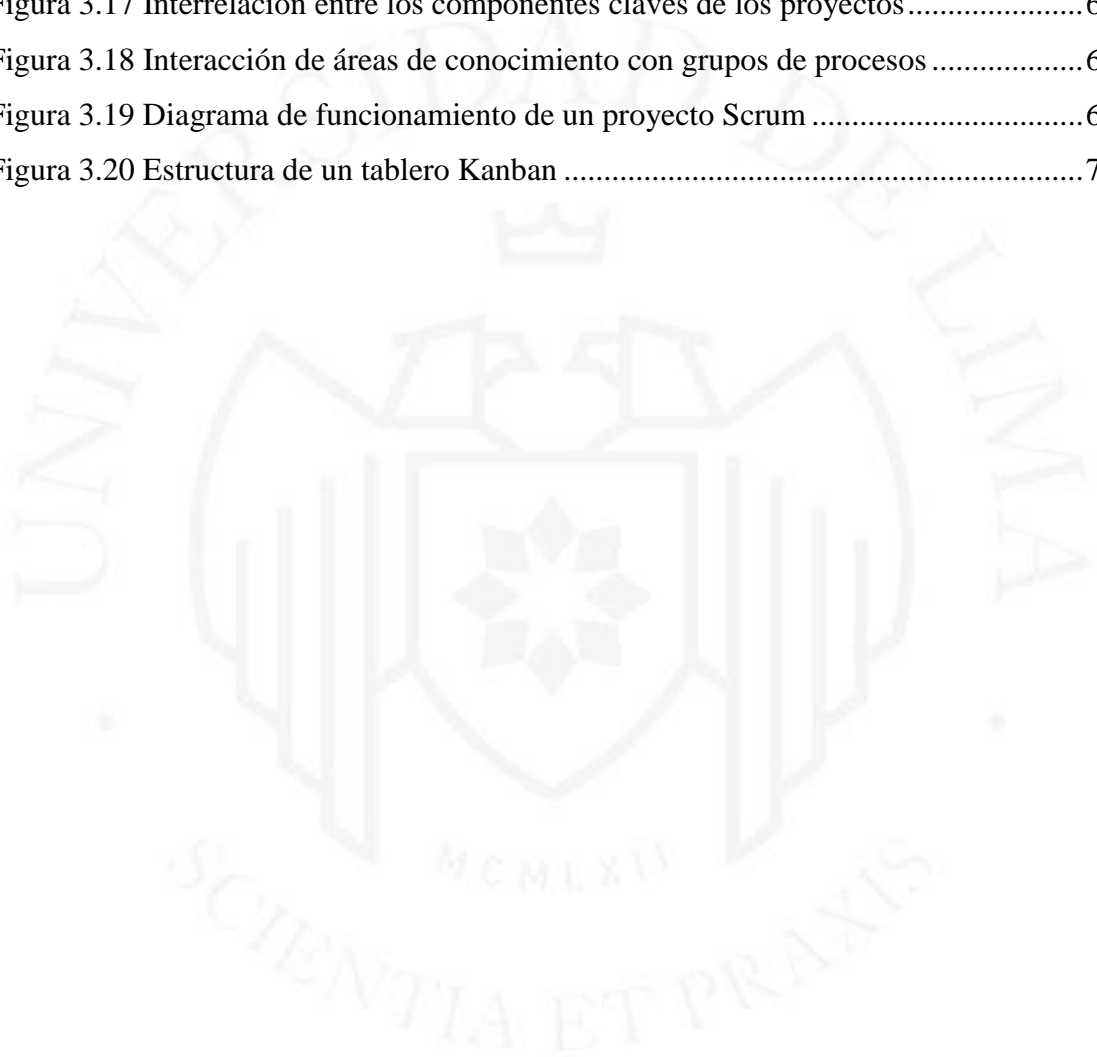 Figura 3.17 Interrelación entre los componentes claves de los proyectos......................6
Figura 3.18 Interacción de áreas de conocimiento con grupos de procesos...................6
Figura 3.19 Diagrama de funcionamiento de un proyecto Scrum..................................6
Figura 3.20 Estructura de un tablero Kanban.................................................................7
UNIVERSIDAD DE LIMA
MCMLXII
SCIENTIA ET PRAXIS